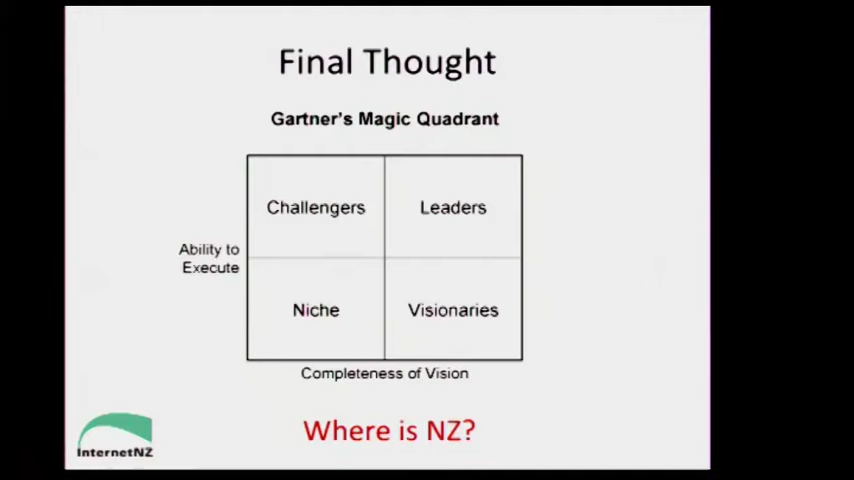 Final Thought
Gartner's Magic Quadrant
Challengers
Leaders
Ability to
Execute
Niche
Visionaries
Completeness of Vision
Where is NZ?
InternetNZ